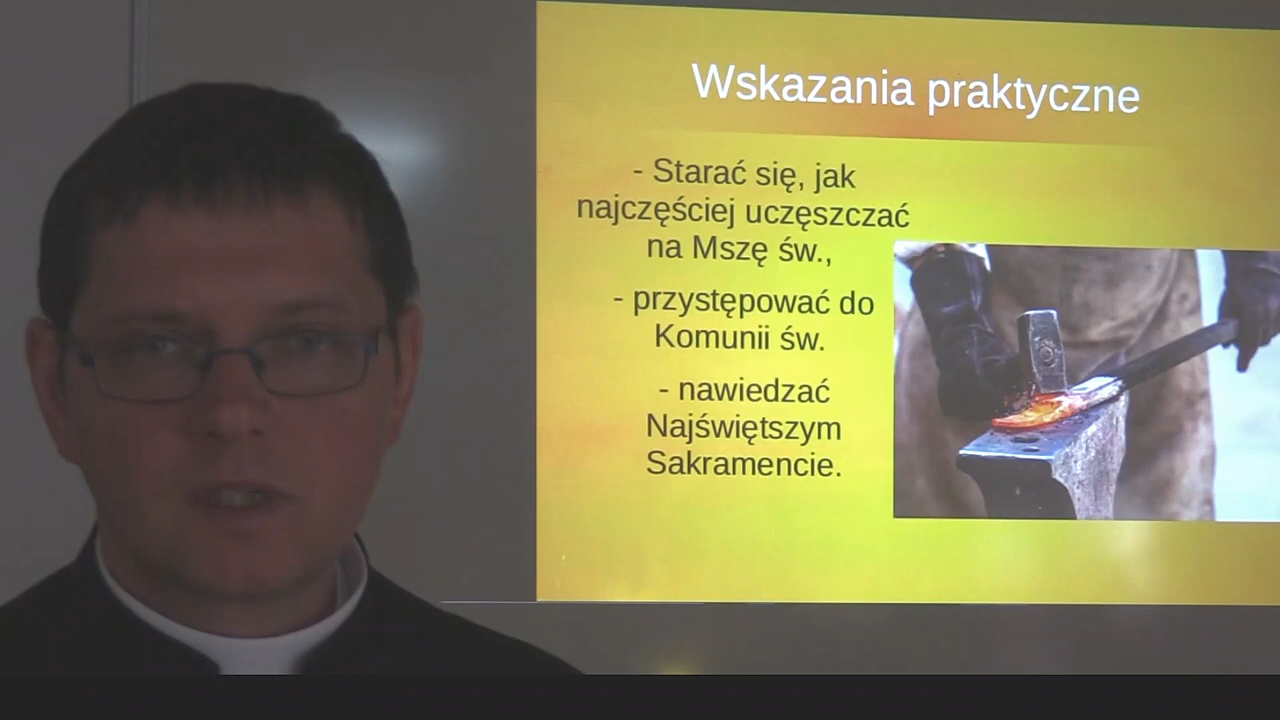 Wskazania praktyczne
- Starać się, jak
najczęściej uczęszczać
na Mszę św.,
- przystępować do
Komunii św.
- nawiedzać
Najświętszym
Sakramencie.